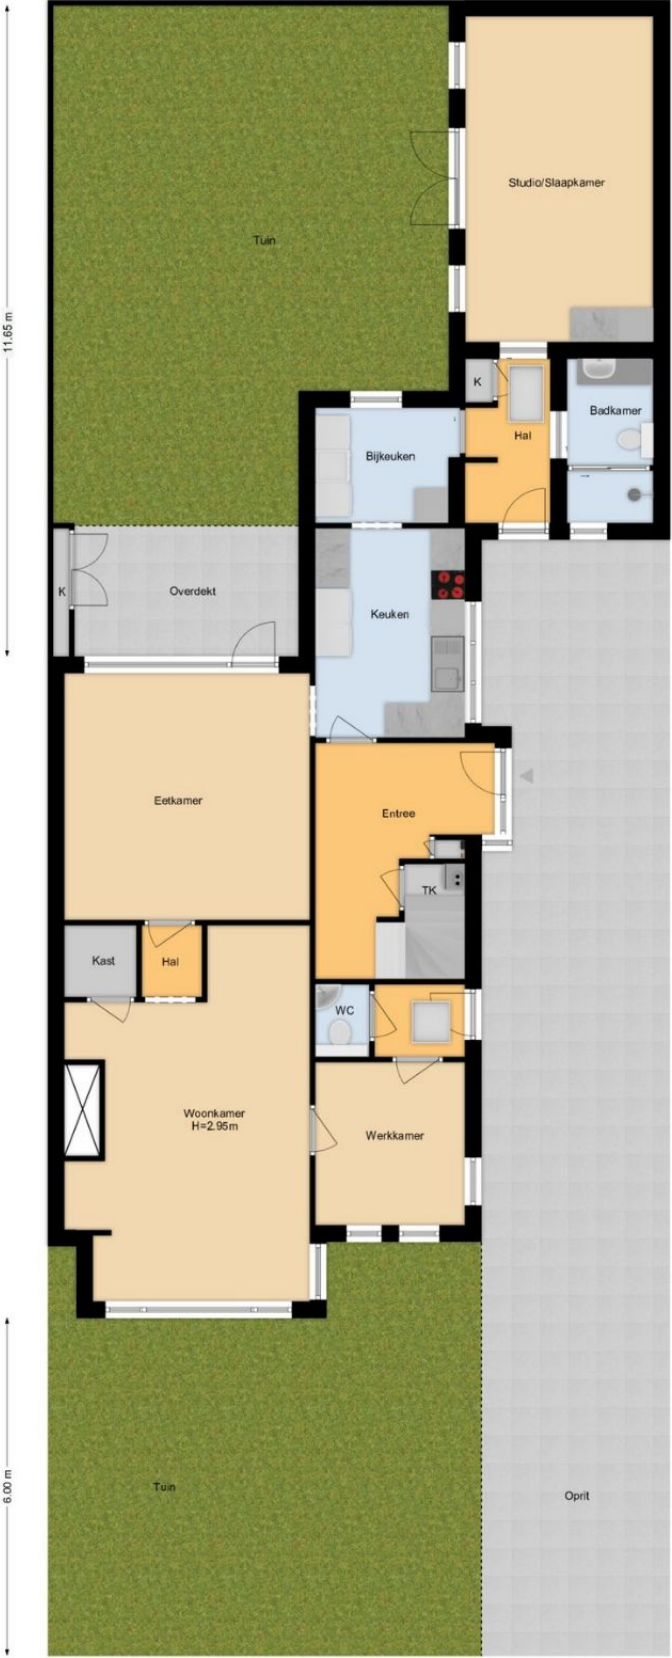 Studio/Slaapkamer
Tuin
11.65 m
K
Badkamer
Hal
Bijkeuken
K
Overdekt
Keuken
Eetkamer
Entree
TK
Kast
Hal
WC
Woonkamer
H=2.95m
Werkkamer
6.00 m
Tuin
Oprit